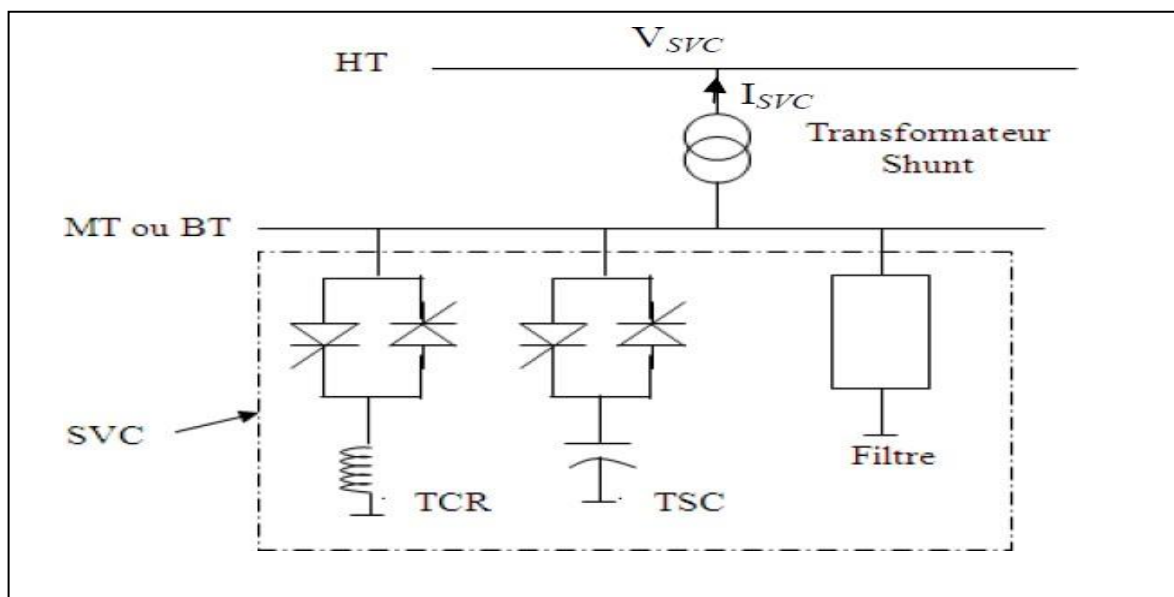 V_SVC
HT
I_SVC
Transformateur
Shunt
MT ou BT
SVC
TCR
TSC
Filtre